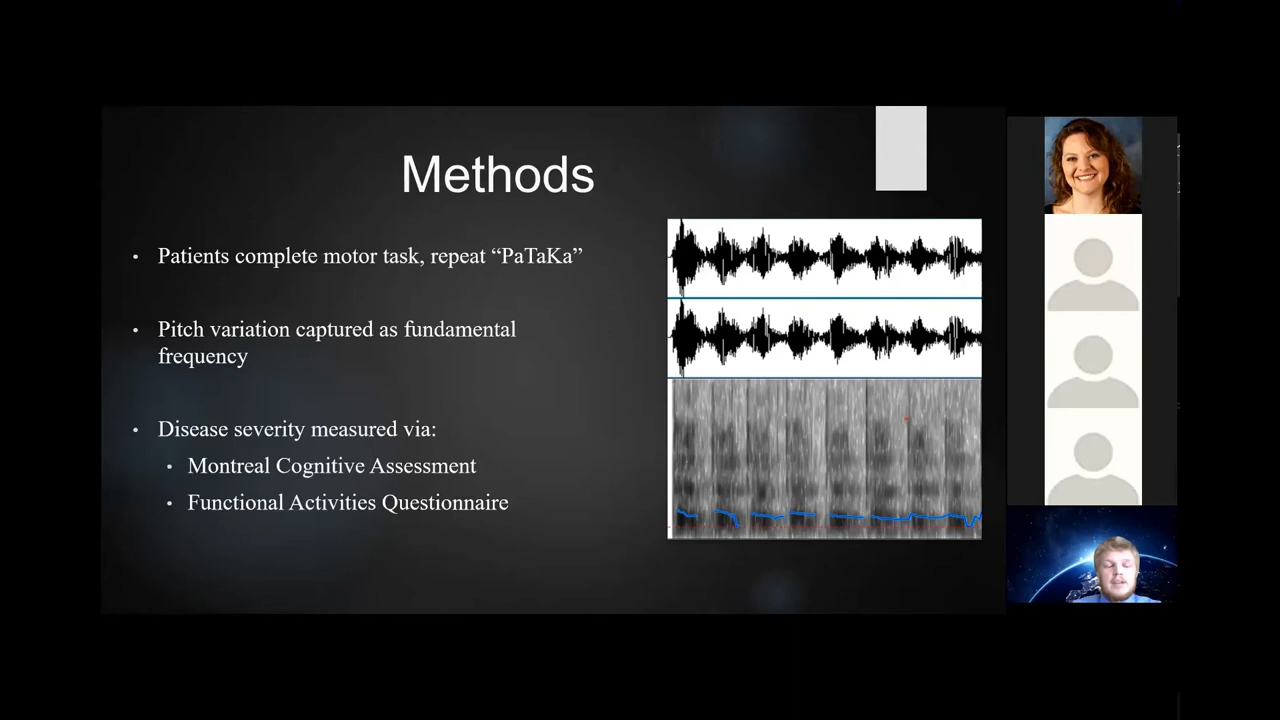 Methods
• Patients complete motor task, repeat “PaTaKa”
• Pitch variation captured as fundamental
frequency
• Disease severity measured via:
• Montreal Cognitive Assessment
• Functional Activities Questionnaire